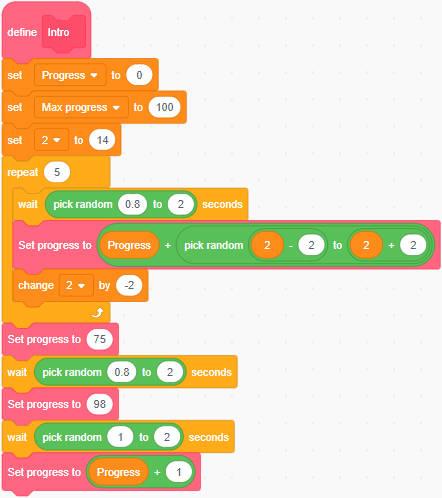 define Intro
set Progress to 0
set Max progress to 100
set 2 to 14
repeat 5
wait pick random 0.8 to 2 seconds
Set progress to Progress + pick random 2 - 2 to 2 + 2
change 2 by -2
Set progress to 75
wait pick random 0.8 to 2 seconds
Set progress to 98
wait pick random 1 to 2 seconds
Set progress to Progress + 1